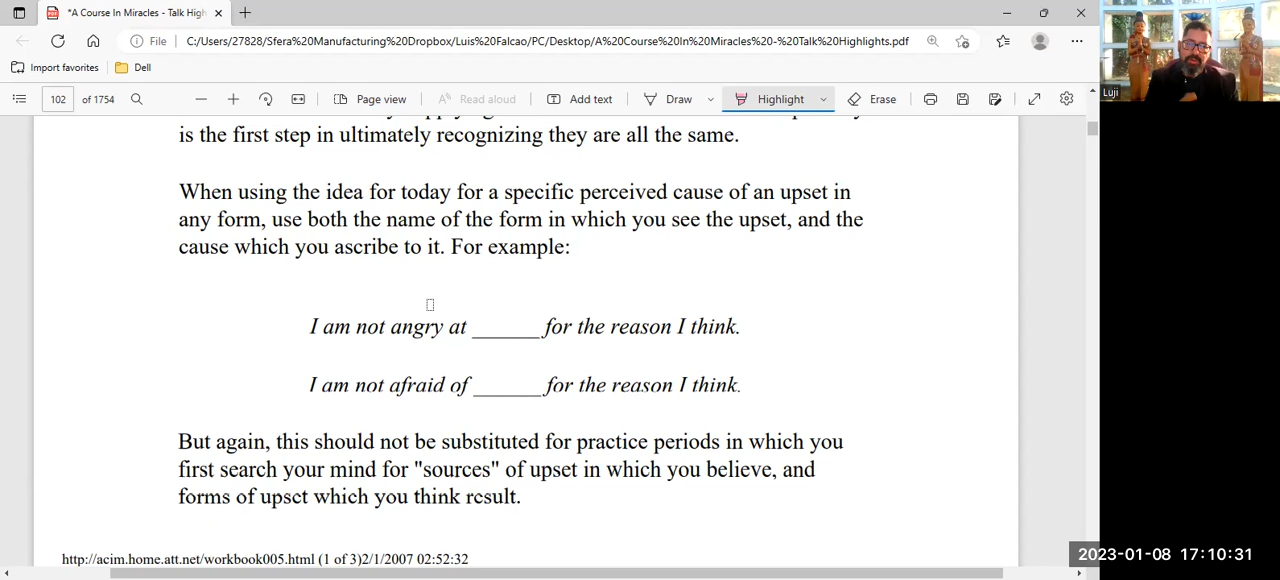 *A Course In Miracles - Talk High
File
C:/Users/27828/Sfera%20Manufacturing%20Dropbox/Luis%20Falcao/PC/Desktop/A%20Course%20In%20Miracles%20-%20Talk%20Highlights.pdf
Import favorites
Dell
102 of 1754
Page view
Read aloud
Add text
Draw
Highlight
Erase
Luji
is the first step in ultimately recognizing they are all the same.
When using the idea for today for a specific perceived cause of an upset in
any form, use both the name of the form in which you see the upset, and the
cause which you ascribe to it. For example:
I am not angry at ______ for the reason I think.
I am not afraid of ______ for the reason I think.
But again, this should not be substituted for practice periods in which you
first search your mind for "sources" of upset in which you believe, and
forms of upset which you think result.
http://acim.home.att.net/workbook005.html (1 of 3)2/1/2007 02:52:32
2023-01-08 17:10:31